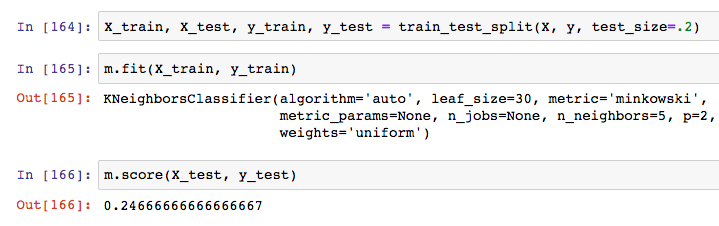 In [164]: X_train, X_test, y_train, y_test = train_test_split(X, y, test_size=.2)
In [165]: m.fit(X_train, y_train)
Out[165]: KNeighborsClassifier(algorithm='auto', leaf_size=30, metric='minkowski',
metric_params=None, n_jobs=None, n_neighbors=5, p=2,
weights='uniform')
In [166]: m.score(X_test, y_test)
Out[166]: 0.24666666666666667